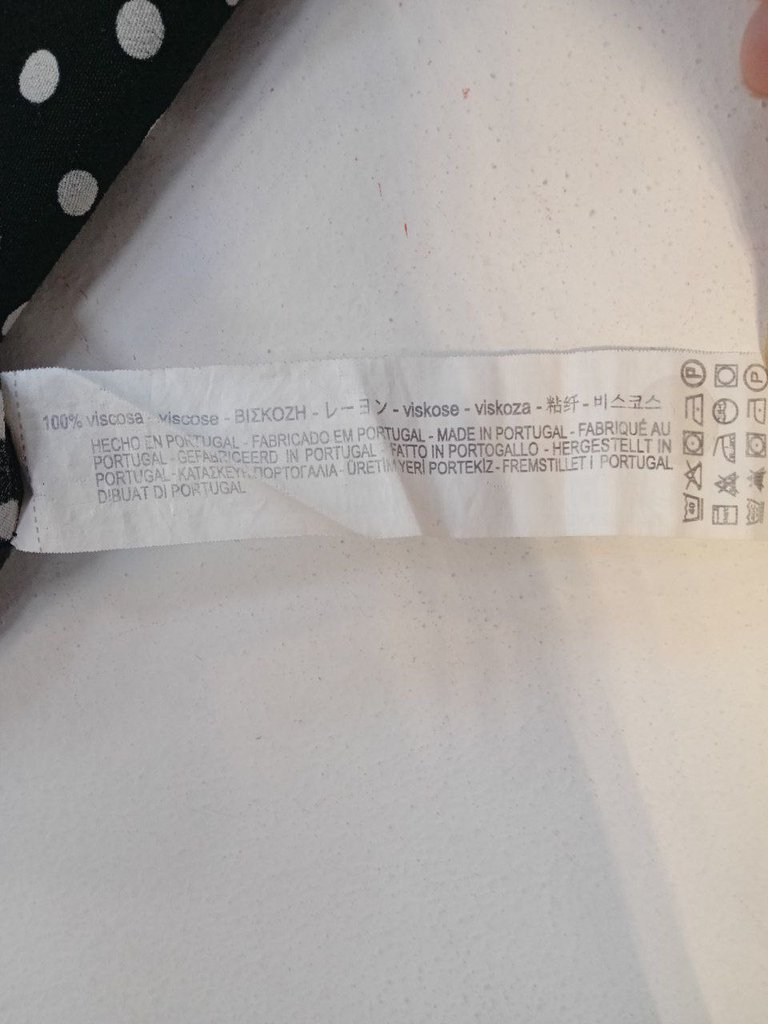 100% viscosa - viscose - ΒΙΣΚΟΖΗ - レーヨン - viskose - viskoza - 粘纤 - 비스코스
HECHO EN PORTUGAL - FABRICADO EM PORTUGAL - MADE IN PORTUGAL - FABRIQUÉ AU
PORTUGAL - GEFABRICEERD IN PORTUGAL - FATTO IN PORTOGALLO - HERGESTELLT IN
PORTUGAL - ΚΑΤΑΣΚΕΥΗ ΠΟΡΤΟΓΑΛΙΑ - ÜRETIM YERİ PORTEKİZ - FREMSTILLET I PORTUGAL
DIBUAT DI PORTUGAL